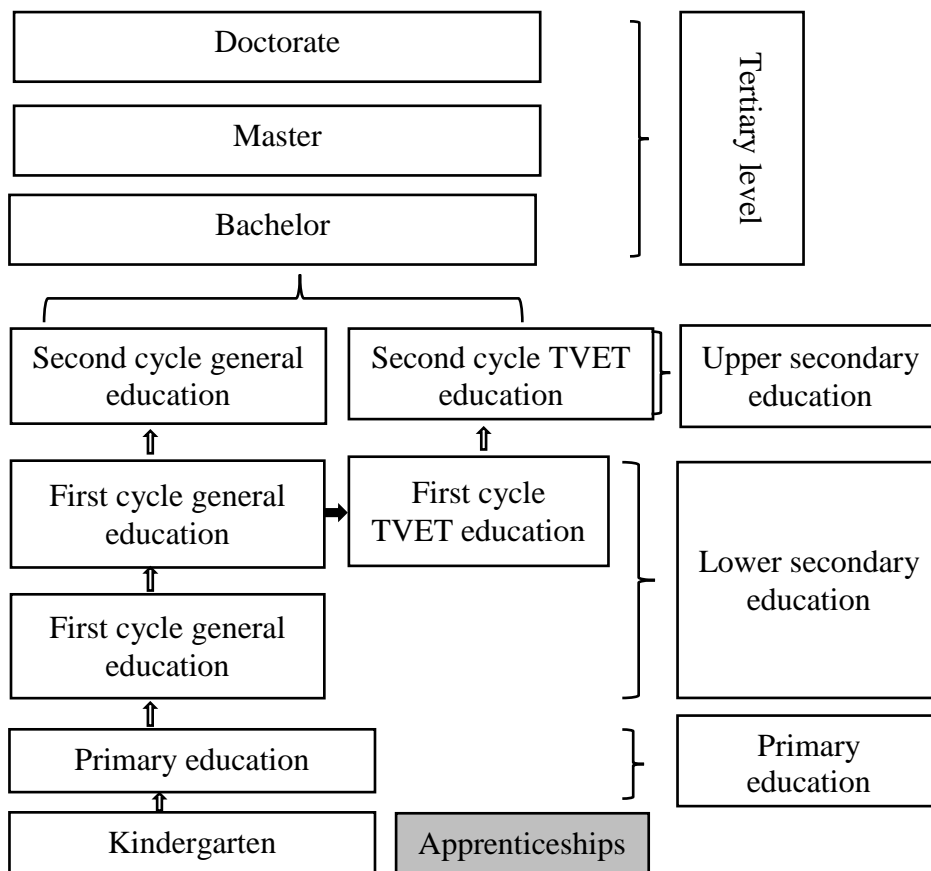 Doctorate
Master
Bachelor
Tertiary level
Second cycle general
education
Second cycle TVET
education
Upper secondary
education
First cycle general
education
First cycle
TVET education
Lower secondary
education
First cycle general
education
Primary education
Primary
education
Kindergarten
Apprenticeships